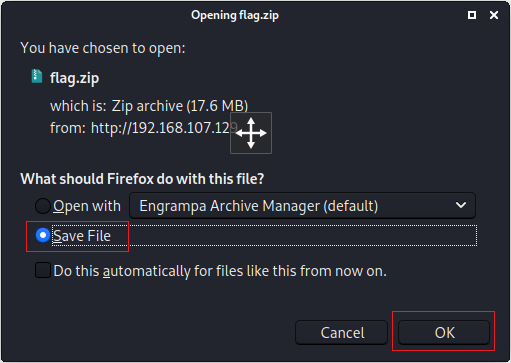 Opening flag.zip
You have chosen to open:
flag.zip
which is: Zip archive (17.6 MB)
from: http://192.168.107.129
What should Firefox do with this file?
Open with Engrampa Archive Manager (default)
Save File
Do this automatically for files like this from now on.
Cancel OK